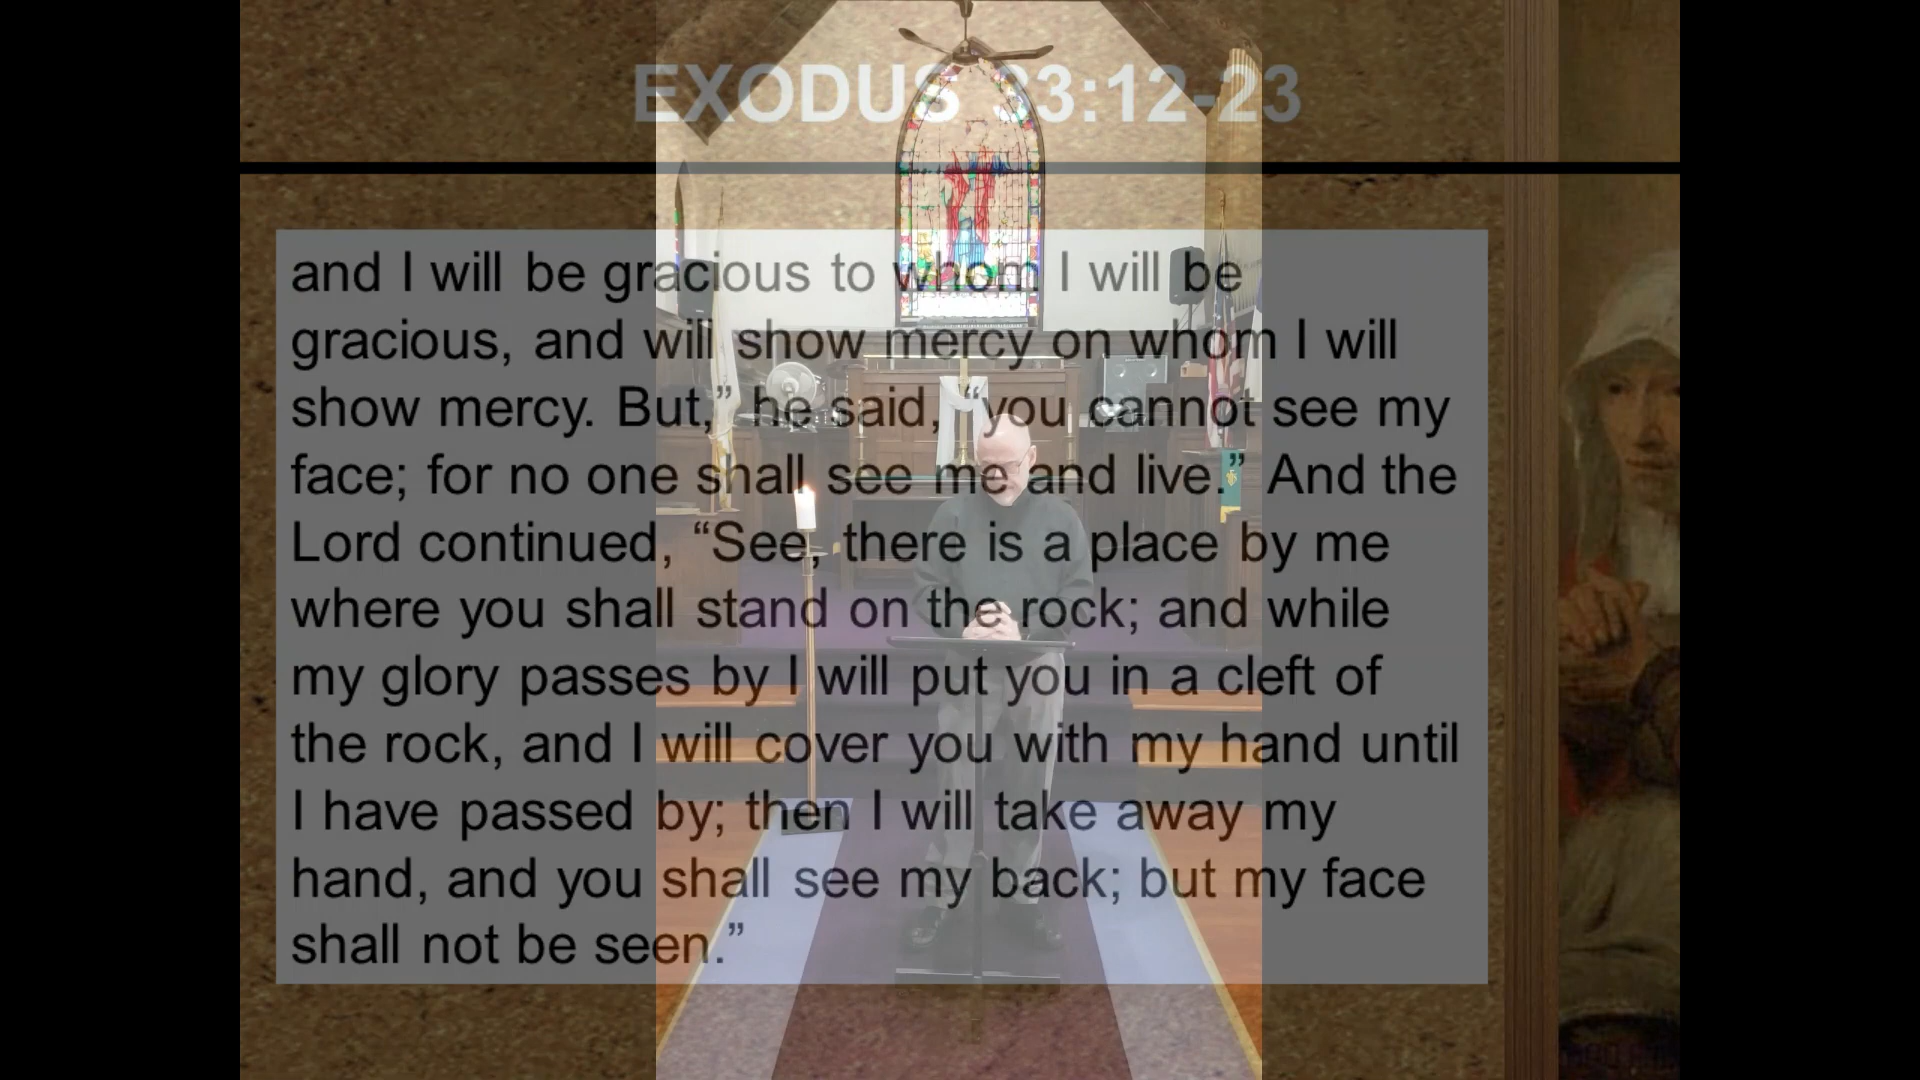 EXODUS 33:12-23
and I will be gracious to whom I will be
gracious, and will show mercy on whom I will
show mercy. But,” he said, “you cannot see my
face; for no one shall see me and live.” And the
Lord continued, “See, there is a place by me
where you shall stand on the rock; and while
my glory passes by I will put you in a cleft of
the rock, and I will cover you with my hand until
I have passed by; then I will take away my
hand, and you shall see my back; but my face
shall not be seen.”